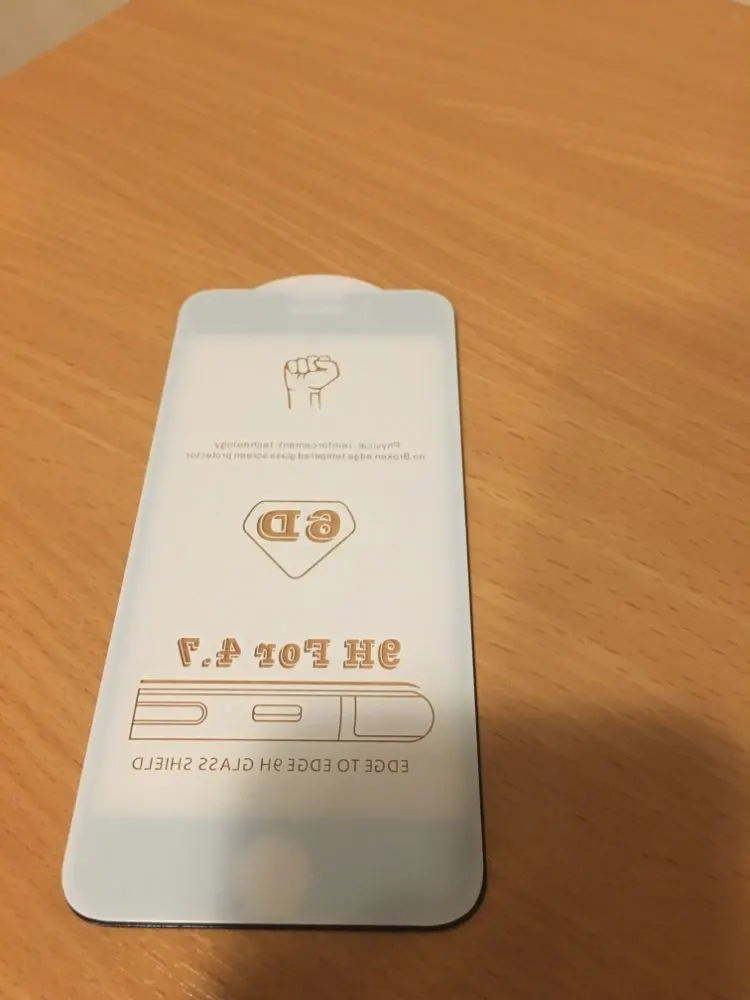 Physical reinforcement technology
no Broken edge tempered glass screen protector
6D
9H For 4.7
EDGE TO EDGE 9H GLASS SHIELD